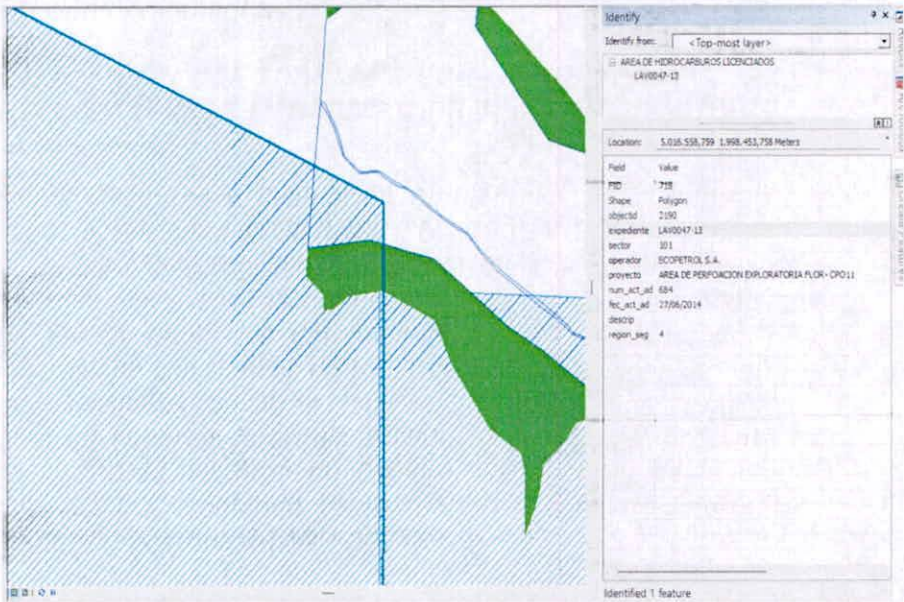 Identify
Identify from: <Top-most layer>
AREA DE HIDROCARBUROS LICENCIADOS
LAV0047-13
Location: 5.016.558,759 1.998.453,758 Meters
Field Value
FID 718
Shape Polygon
objectid 2190
expediente LAV0047-13
sector 101
operador ECOPETROL S.A.
proyecto AREA DE PERFOACION EXPLORATORIA FLOR - CPO11
num_act_ad 684
fec_act_ad 27/06/2014
descrip
region_seg 4
Identified 1 feature